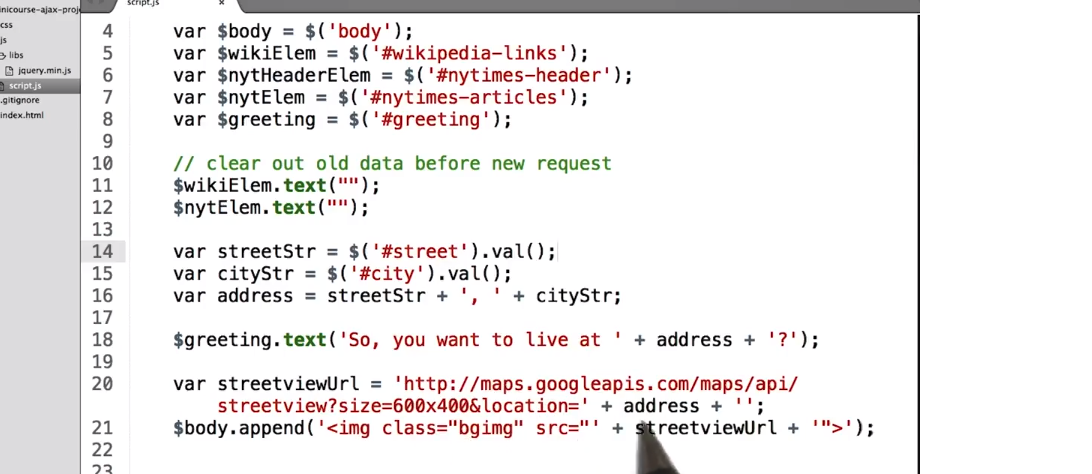 script.js
×
inicourse-ajax-proj
css
js
libs
jquery.min.js
script.js
.gitignore
index.html
4 var $body = $('body');
5 var $wikiElem = $('#wikipedia-links');
6 var $nytHeaderElem = $('#nytimes-header');
7 var $nytElem = $('#nytimes-articles');
8 var $greeting = $('#greeting');
9
10 // clear out old data before new request
11 $wikiElem.text("");
12 $nytElem.text("");
13
14 var streetStr = $('#street').val();
15 var cityStr = $('#city').val();
16 var address = streetStr + ', ' + cityStr;
17
18 $greeting.text('So, you want to live at ' + address + '?');
19
20 var streetviewUrl = 'http://maps.googleapis.com/maps/api/
streetview?size=600x400&location=' + address + '';
21 $body.append('<img class="bgimg" src="' + streetviewUrl + '">');
22
23